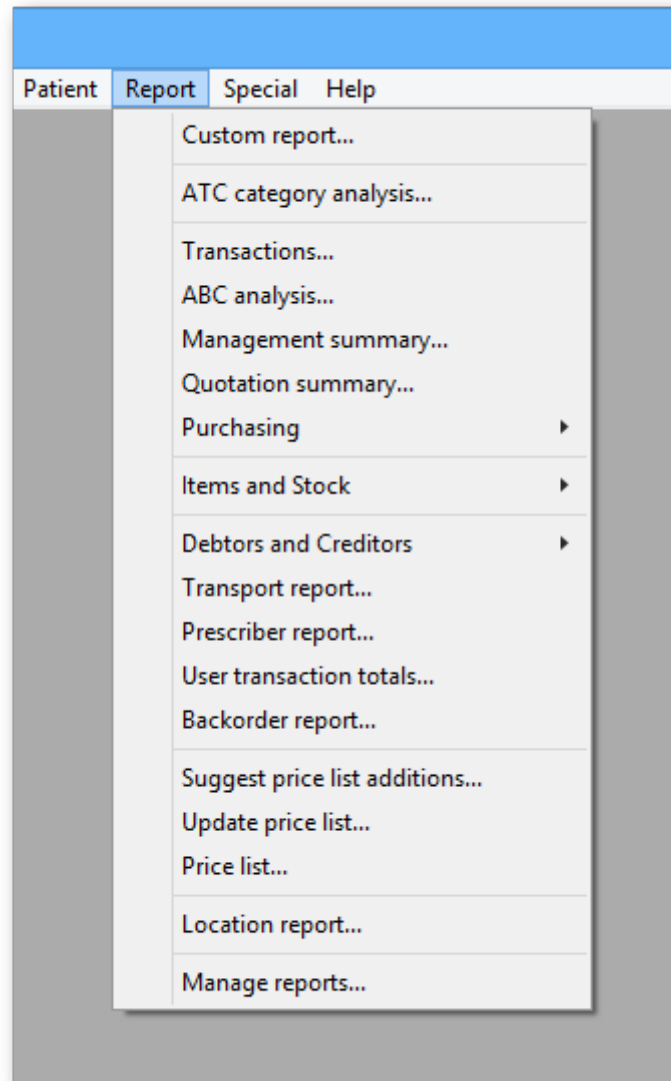 Patient Report Special Help
Custom report...
ATC category analysis...
Transactions...
ABC analysis...
Management summary...
Quotation summary...
Purchasing
Items and Stock
Debtors and Creditors
Transport report...
Prescriber report...
User transaction totals...
Backorder report...
Suggest price list additions...
Update price list...
Price list...
Location report...
Manage reports...